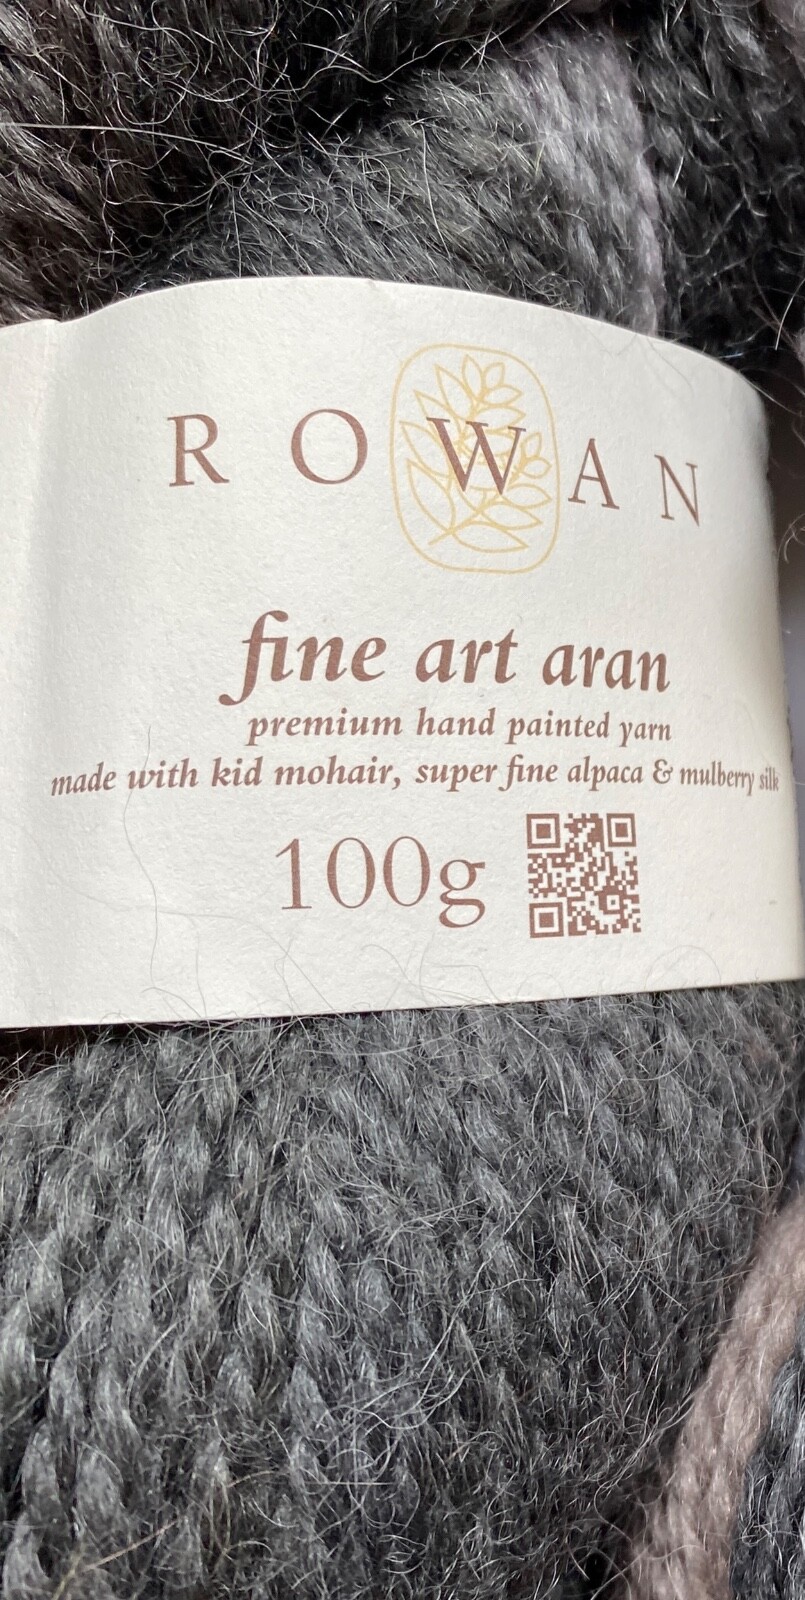 ROWAN
fine art aran
premium hand painted yarn
made with kid mohair, super fine alpaca & mulberry silk
100g